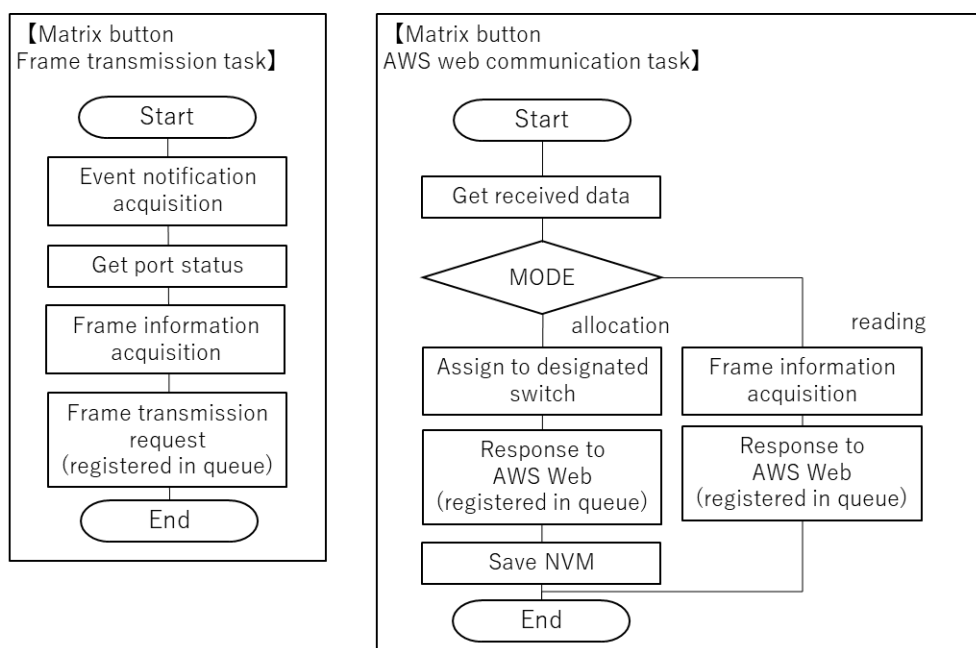 【Matrix button
Frame transmission task】
Start
Event notification
acquisition
Get port status
Frame information
acquisition
Frame transmission
request
(registered in queue)
End
【Matrix button
AWS web communication task】
Start
Get received data
MODE
allocation
reading
Assign to designated
switch
Response to
AWS Web
(registered in queue)
Save NVM
Frame information
acquisition
Response to
AWS Web
(registered in queue)
End